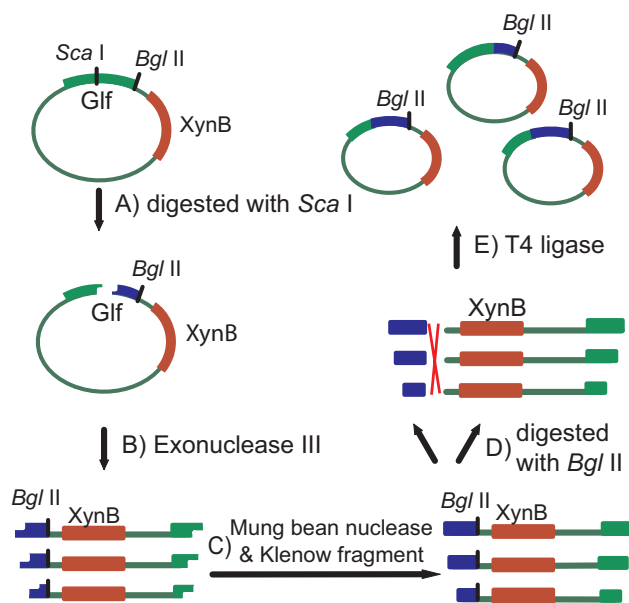 Sca I
Bgl II
Glf
XynB
A) digested with Sca I
Bgl II
Glf
XynB
B) Exonuclease III
Bgl II
XynB
C) Mung bean nuclease
& Klenow fragment
Bgl II
XynB
D) digested
with Bgl II
XynB
E) T4 ligase
Bgl II
Bgl II
Bgl II